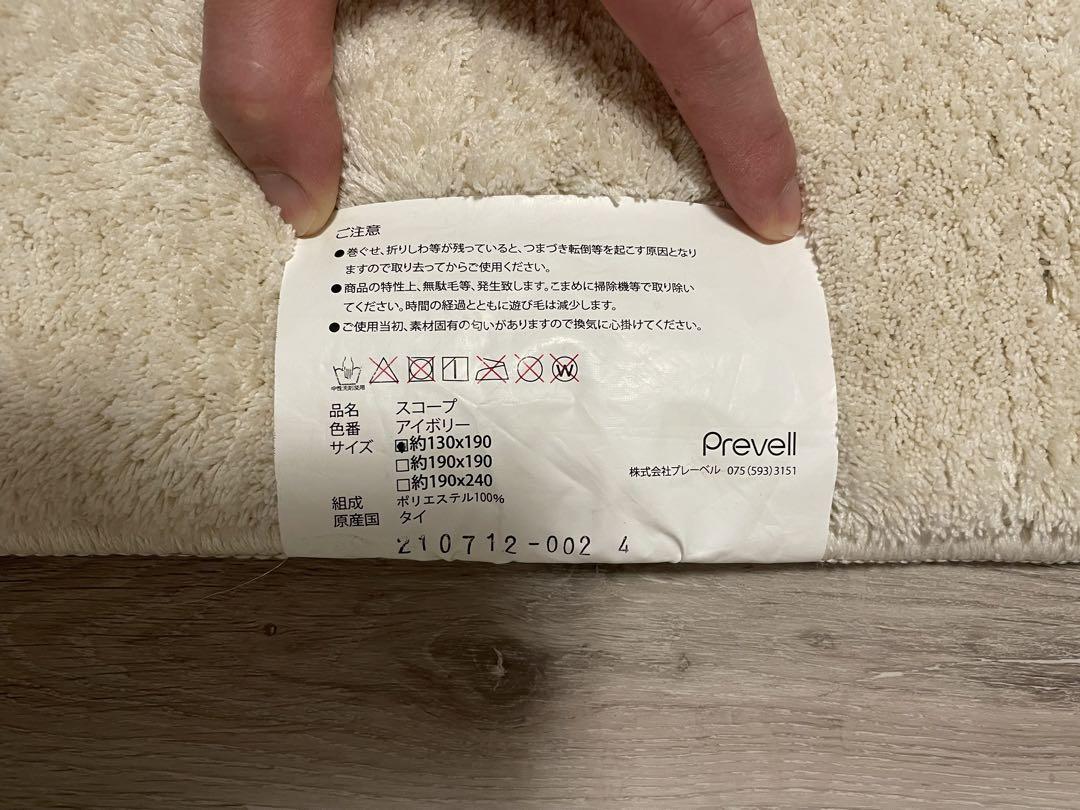 ご注意
●巻ぐせ、折りしわ等が残っていると、つまづき転倒等を起こす原因となり
ますので取り去ってからご使用ください。
●商品の特性上、無駄毛等、発生致します。こまめに掃除機等で取り除い
てください。時間の経過とともに遊び毛は減少します。
●ご使用当初、素材固有の匂いがありますので換気に心掛けてください。
中性洗剤使用
W
品名 スコープ
色番 アイボリー
サイズ 約130x190
約190x190
約190x240
組成 ポリエステル100%
原産国 タイ
Prevell
株式会社プレーベル 075(593)3151
210712-002 4